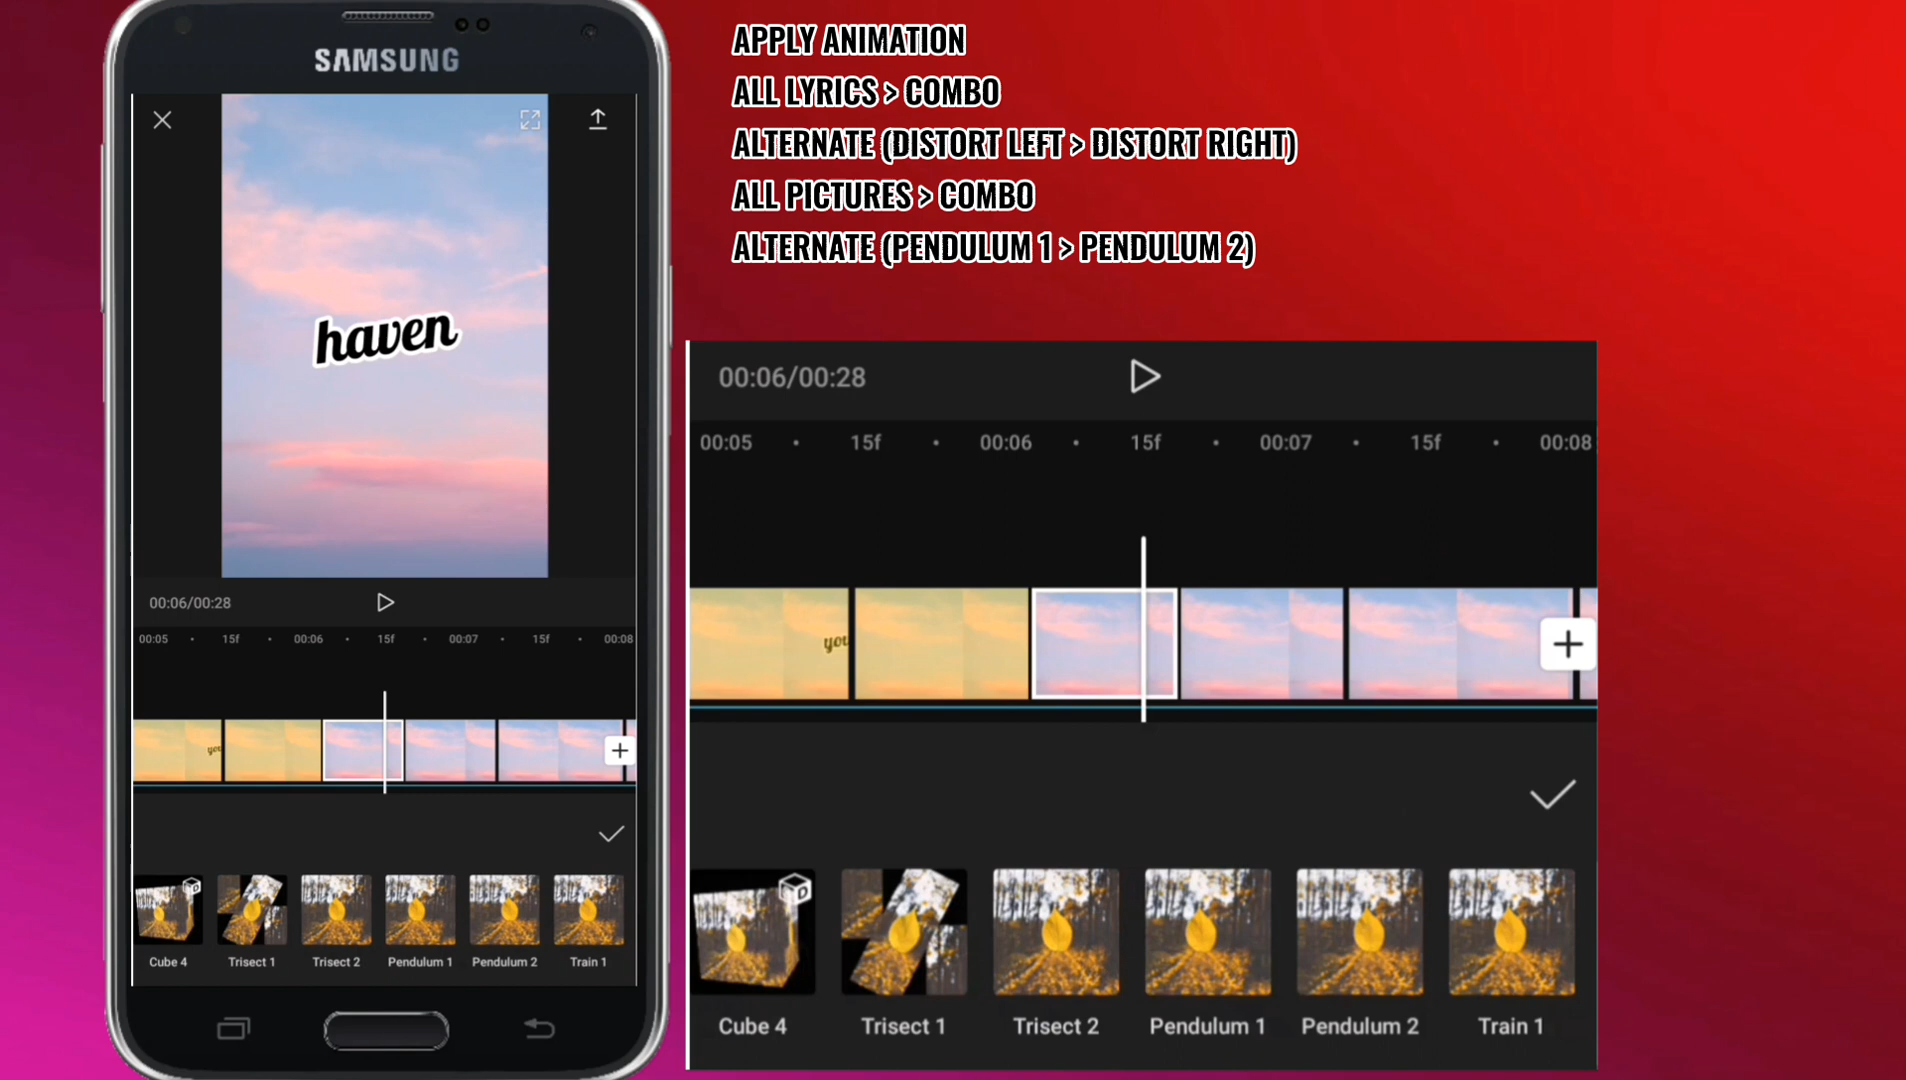 SAMSUNG
haven
00:06/00:28
00:05 15f 00:06 15f 00:07 15f 00:08
you
Cube 4 Trisect 1 Trisect 2 Pendulum 1 Pendulum 2 Train 1
APPLY ANIMATION
ALL LYRICS > COMBO
ALTERNATE (DISTORT LEFT > DISTORT RIGHT)
ALL PICTURES > COMBO
ALTERNATE (PENDULUM 1 > PENDULUM 2)
00:06/00:28
00:05 15f 00:06 15f 00:07 15f 00:08
you
Cube 4 Trisect 1 Trisect 2 Pendulum 1 Pendulum 2 Train 1